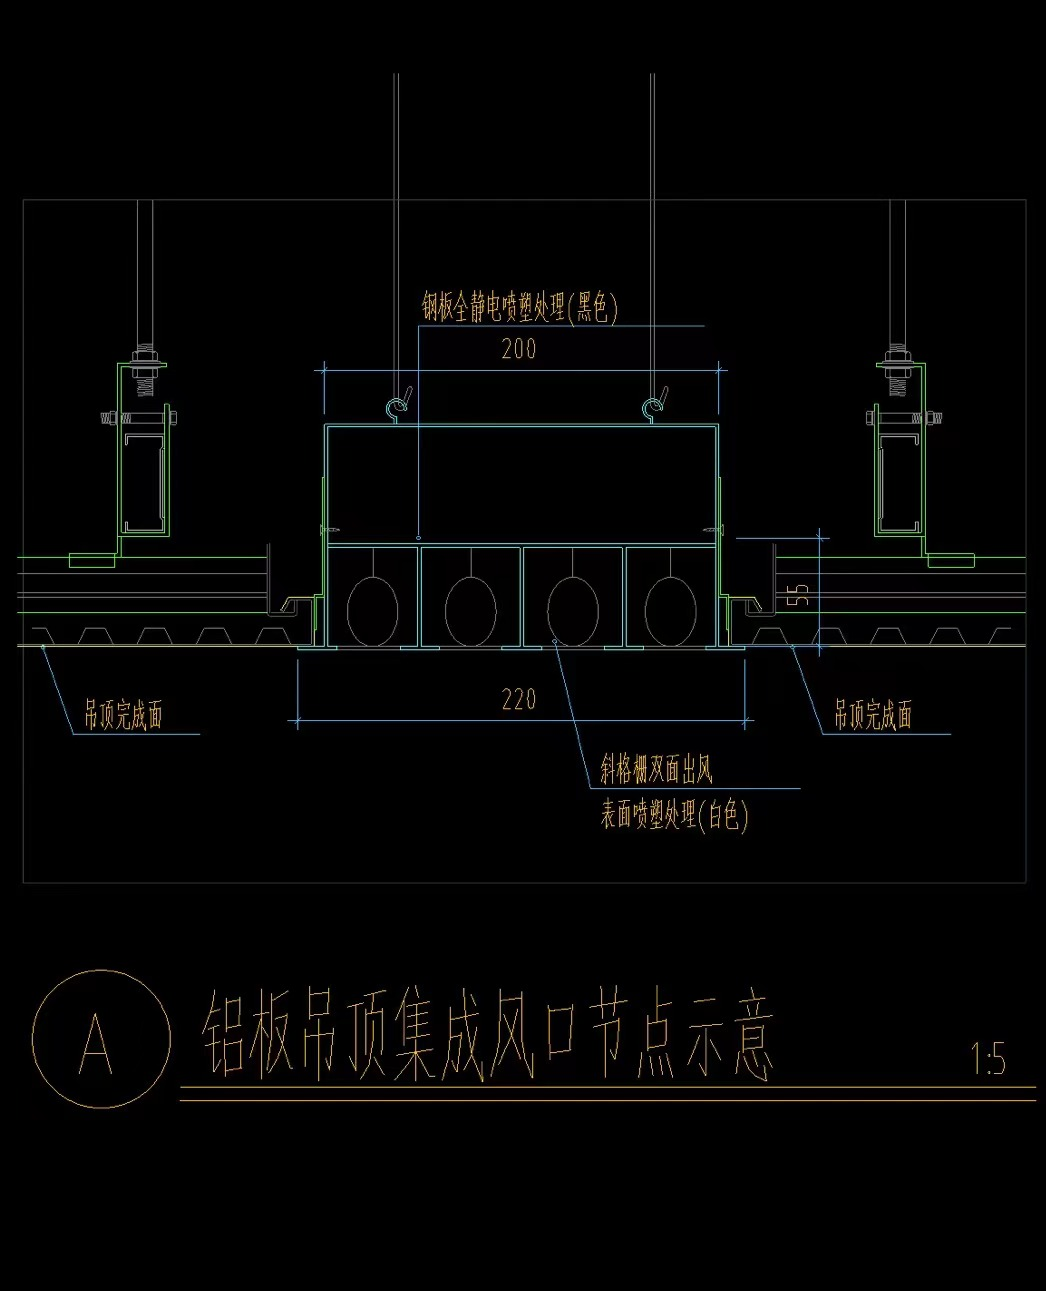 钢板全静电喷塑处理(黑色)
200
55
吊顶完成面
220
吊顶完成面
斜格栅双面出风
表面喷塑处理(白色)
A
铝板吊顶集成风口节点示意
1:5